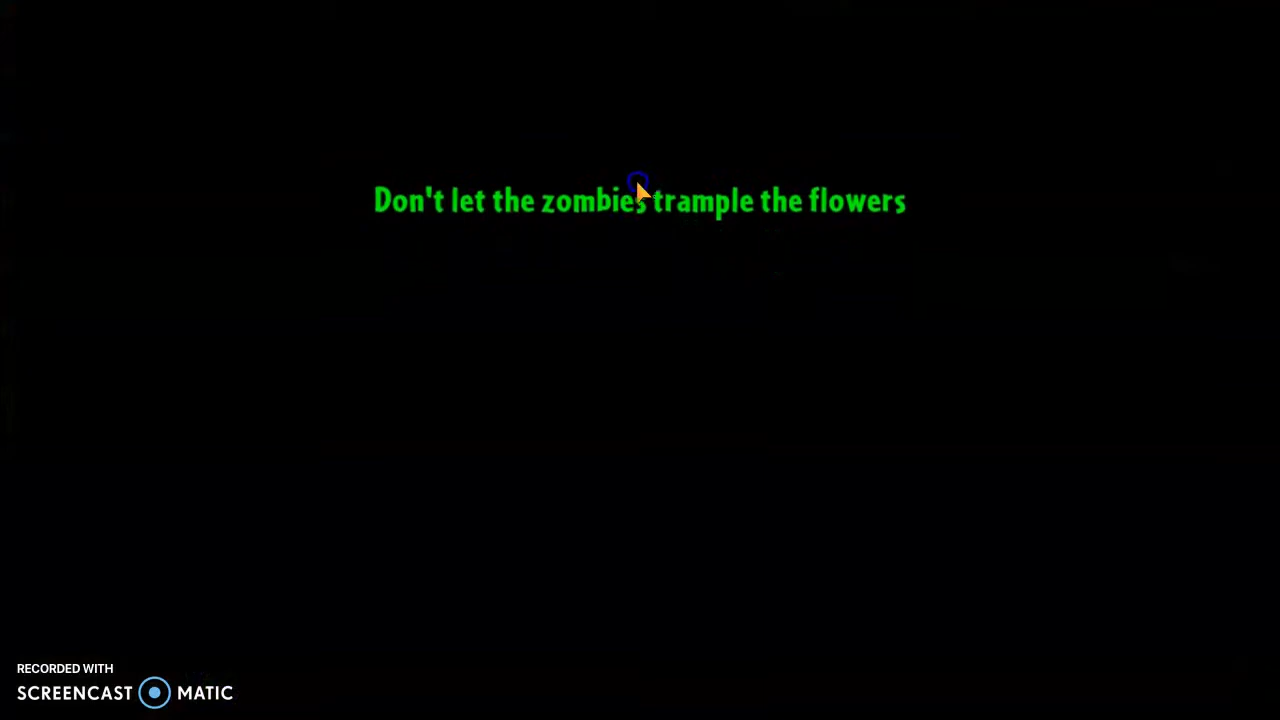 Don't let the zombies trample the flowers
RECORDED WITH
SCREENCAST MATIC